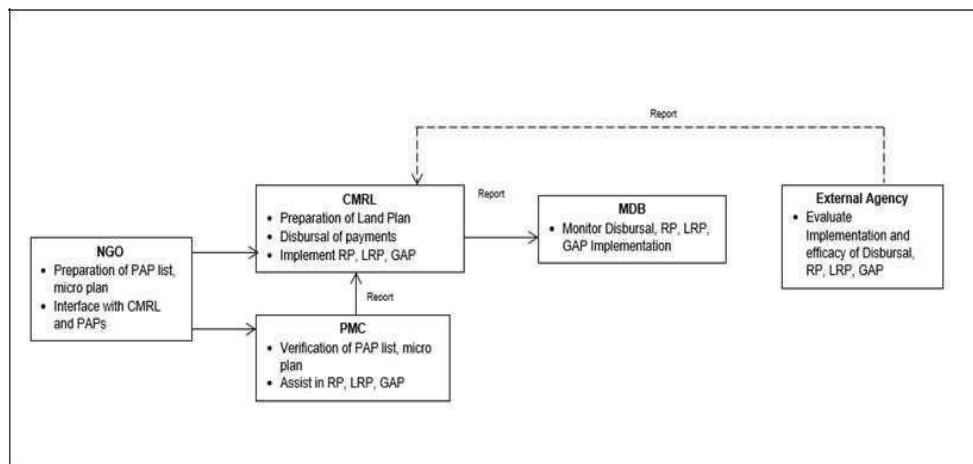 Report
CMRL
• Preparation of Land Plan
• Disbursal of payments
• Implement RP, LRP, GAP
Report
MDB
• Monitor Disbursal, RP, LRP,
GAP Implementation
External Agency
• Evaluate
Implementation and
efficacy of Disbursal,
RP, LRP, GAP
NGO
• Preparation of PAP list,
micro plan
• Interface with CMRL
and PAPs
Report
PMC
• Verification of PAP list, micro
plan
• Assist in RP, LRP, GAP